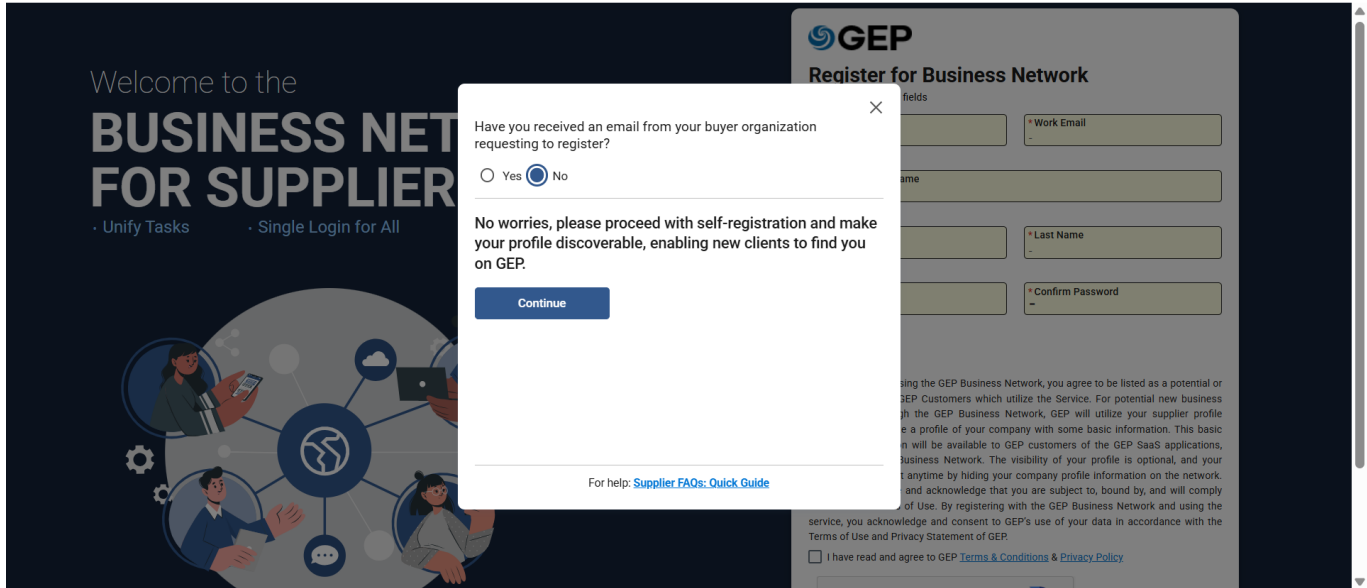 Welcome to the
BUSINESS NET
FOR SUPPLIER
· Unify Tasks · Single Login for All
Have you received an email from your buyer organization
requesting to register?
Yes No
No worries, please proceed with self-registration and make
your profile discoverable, enabling new clients to find you
on GEP.
Continue
For help: Supplier FAQs: Quick Guide
GEP
Register for Business Network
fields
*Work Email
-
ame
*Last Name
-
*Confirm Password
–
sing the GEP Business Network, you agree to be listed as a potential or
GEP Customers which utilize the Service. For potential new business
gh the GEP Business Network, GEP will utilize your supplier profile
e a profile of your company with some basic information. This basic
n will be available to GEP customers of the GEP SaaS applications,
Business Network. The visibility of your profile is optional, and your
t anytime by hiding your company profile information on the network.
and acknowledge that you are subject to, bound by, and will comply
of Use. By registering with the GEP Business Network and using the
service, you acknowledge and consent to GEP's use of your data in accordance with the
Terms of Use and Privacy Statement of GEP.
I have read and agree to GEP Terms & Conditions & Privacy Policy